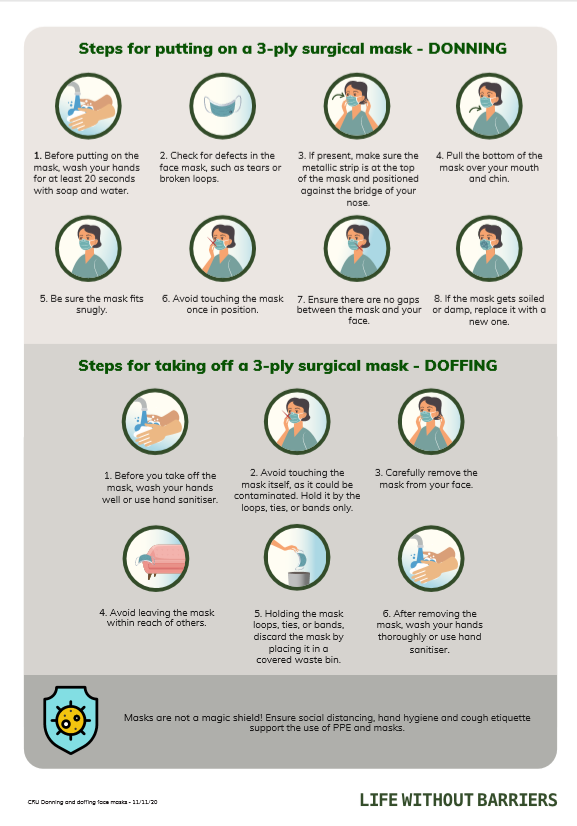 Steps for putting on a 3-ply surgical mask - DONNING
1. Before putting on the
mask, wash your hands
for at least 20 seconds
with soap and water.
2. Check for defects in the
face mask, such as tears or
broken loops.
3. If present, make sure the
metallic strip is at the top
of the mask and positioned
against the bridge of your
nose.
4. Pull the bottom of the
mask over your mouth
and chin.
5. Be sure the mask fits
snugly.
6. Avoid touching the mask
once in position.
7. Ensure there are no gaps
between the mask and your
face.
8. If the mask gets soiled
or damp, replace it with a
new one.
Steps for taking off a 3-ply surgical mask - DOFFING
1. Before you take off the
mask, wash your hands
well or use hand sanitiser.
2. Avoid touching the
mask itself, as it could be
contaminated. Hold it by the
loops, ties, or bands only.
3. Carefully remove the
mask from your face.
4. Avoid leaving the mask
within reach of others.
5. Holding the mask
loops, ties, or bands,
discard the mask by
placing it in a
covered waste bin.
6. After removing the
mask, wash your hands
thoroughly or use hand
sanitiser.
Masks are not a magic shield! Ensure social distancing, hand hygiene and cough etiquette
support the use of PPE and masks.
CRU Donning and doffing face masks - 11/11/20
LIFE WITHOUT BARRIERS